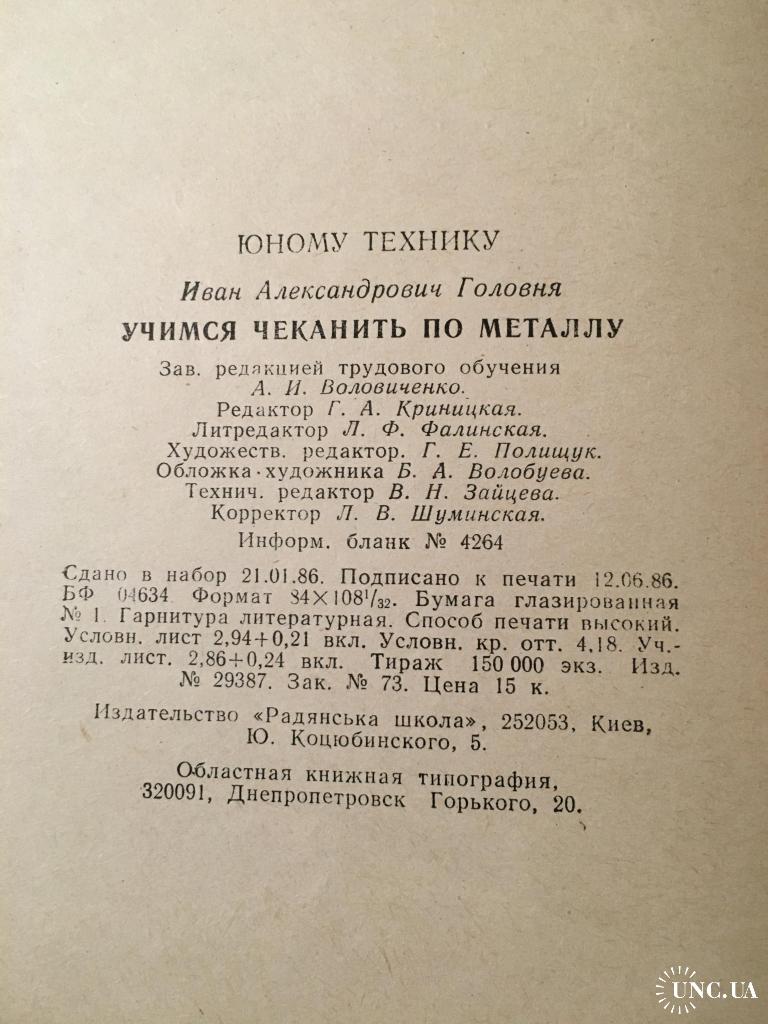 ЮНОМУ ТЕХНИКУ
Иван Александрович Головня
УЧИМСЯ ЧЕКАНИТЬ ПО МЕТАЛЛУ
Зав. редакцией трудового обучения
А. И. Воловиченко.
Редактор Г. А. Криницкая.
Литредактор Л. Ф. Фалинская.
Художеств. редактор. Г. Е. Полищук.
Обложка художника Б. А. Волобуева.
Технич. редактор В. Н. Зайцева.
Корректор Л. В. Шуминская.
Информ. бланк № 4264
Сдано в набор 21.01.86. Подписано к печати 12.06.86.
БФ 04634 Формат 84×108¹/₃₂. Бумага глазированная
№ 1. Гарнитура литературная. Способ печати высокий.
Условн. лист 2,94+0,21 вкл. Условн. кр. отт. 4,18. Уч.-
изд. лист. 2,86+0,24 вкл. Тираж 150 000 экз. Изд.
№ 29387. Зак. № 73. Цена 15 к.
Издательство «Радянська школа», 252053, Киев,
Ю. Коцюбинского, 5.
Областная книжная типография,
320091, Днепропетровск Горького, 20.
UNC.UA